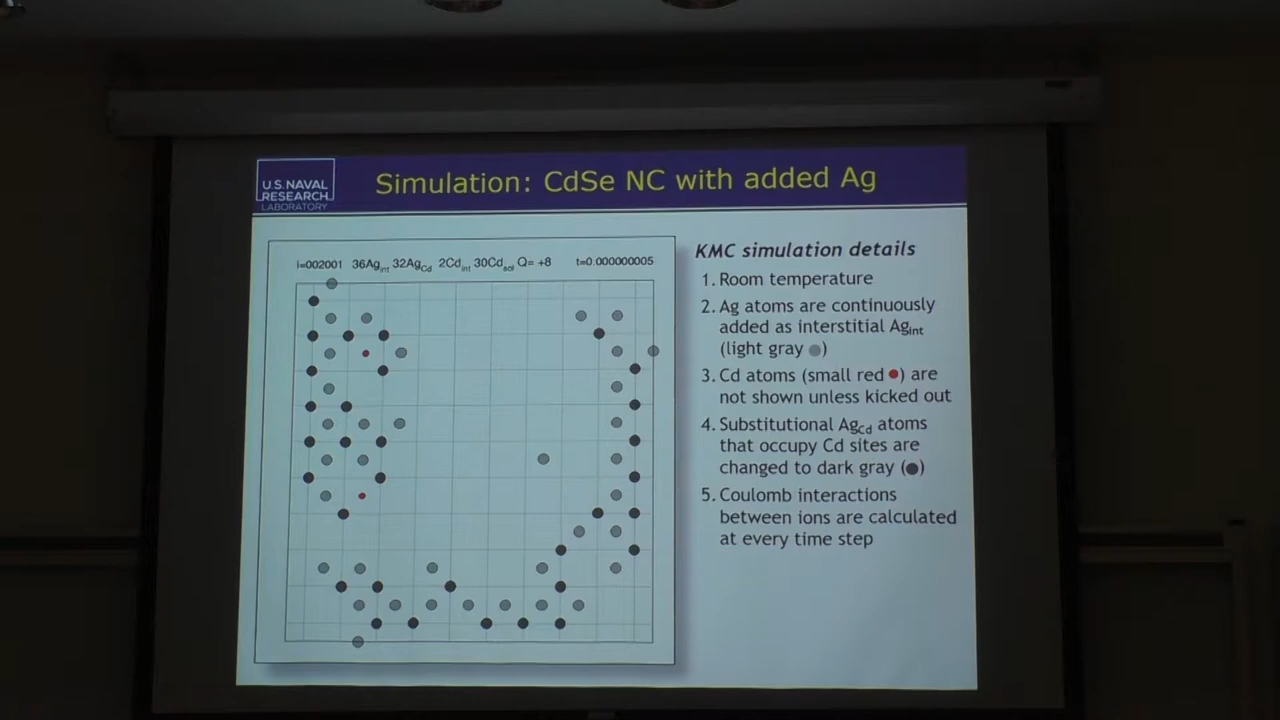 U.S. NAVAL
RESEARCH
LABORATORY
Simulation: CdSe NC with added Ag
i=002001 36Agint 32AgCd 2Cdint 30Cdsol Q= +8 t=0.000000005
KMC simulation details
1. Room temperature
2. Ag atoms are continuously
added as interstitial Agint
(light gray ●)
3. Cd atoms (small red ●) are
not shown unless kicked out
4. Substitutional AgCd atoms
that occupy Cd sites are
changed to dark gray (●)
5. Coulomb interactions
between ions are calculated
at every time step